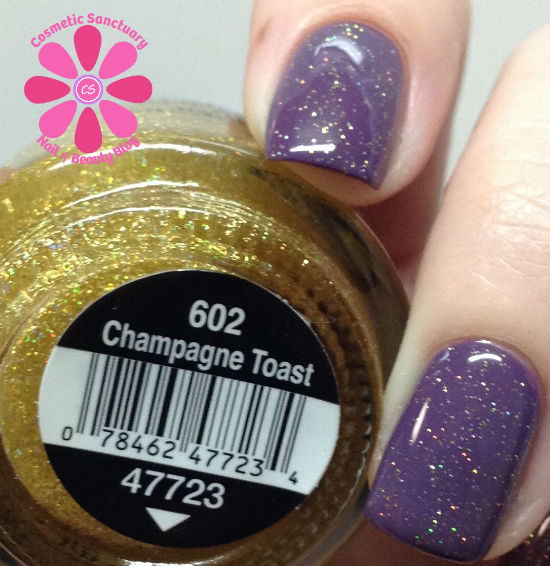 Cosmetic Sanctuary
CS
Nail & Beauty Blog
602
Champagne Toast
0 78462 47723 4
47723